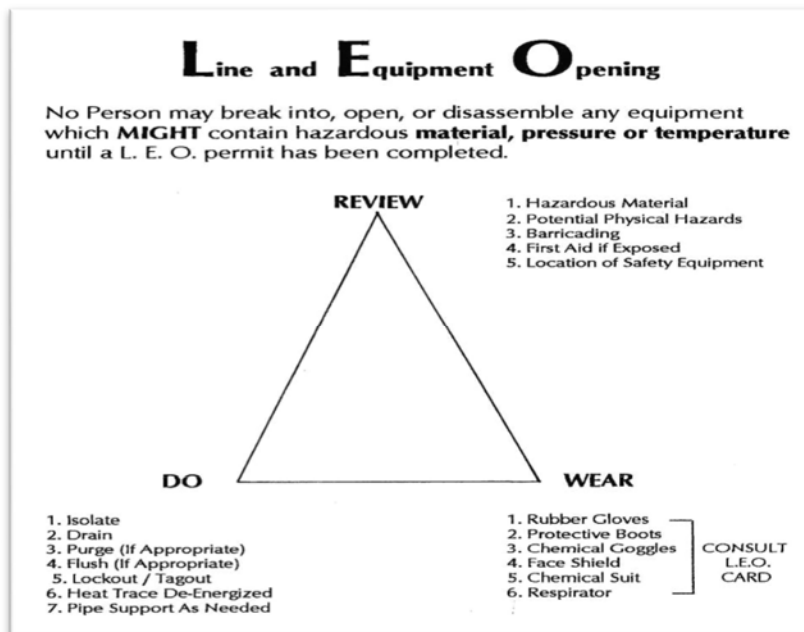 Line and Equipment Opening
No Person may break into, open, or disassemble any equipment
which MIGHT contain hazardous material, pressure or temperature
until a L. E. O. permit has been completed.
REVIEW
1. Hazardous Material
2. Potential Physical Hazards
3. Barricading
4. First Aid if Exposed
5. Location of Safety Equipment
DO
1. Isolate
2. Drain
3. Purge (If Appropriate)
4. Flush (If Appropriate)
5. Lockout / Tagout
6. Heat Trace De-Energized
7. Pipe Support As Needed
WEAR
1. Rubber Gloves
2. Protective Boots
3. Chemical Goggles
4. Face Shield
5. Chemical Suit
6. Respirator
CONSULT
L.E.O.
CARD